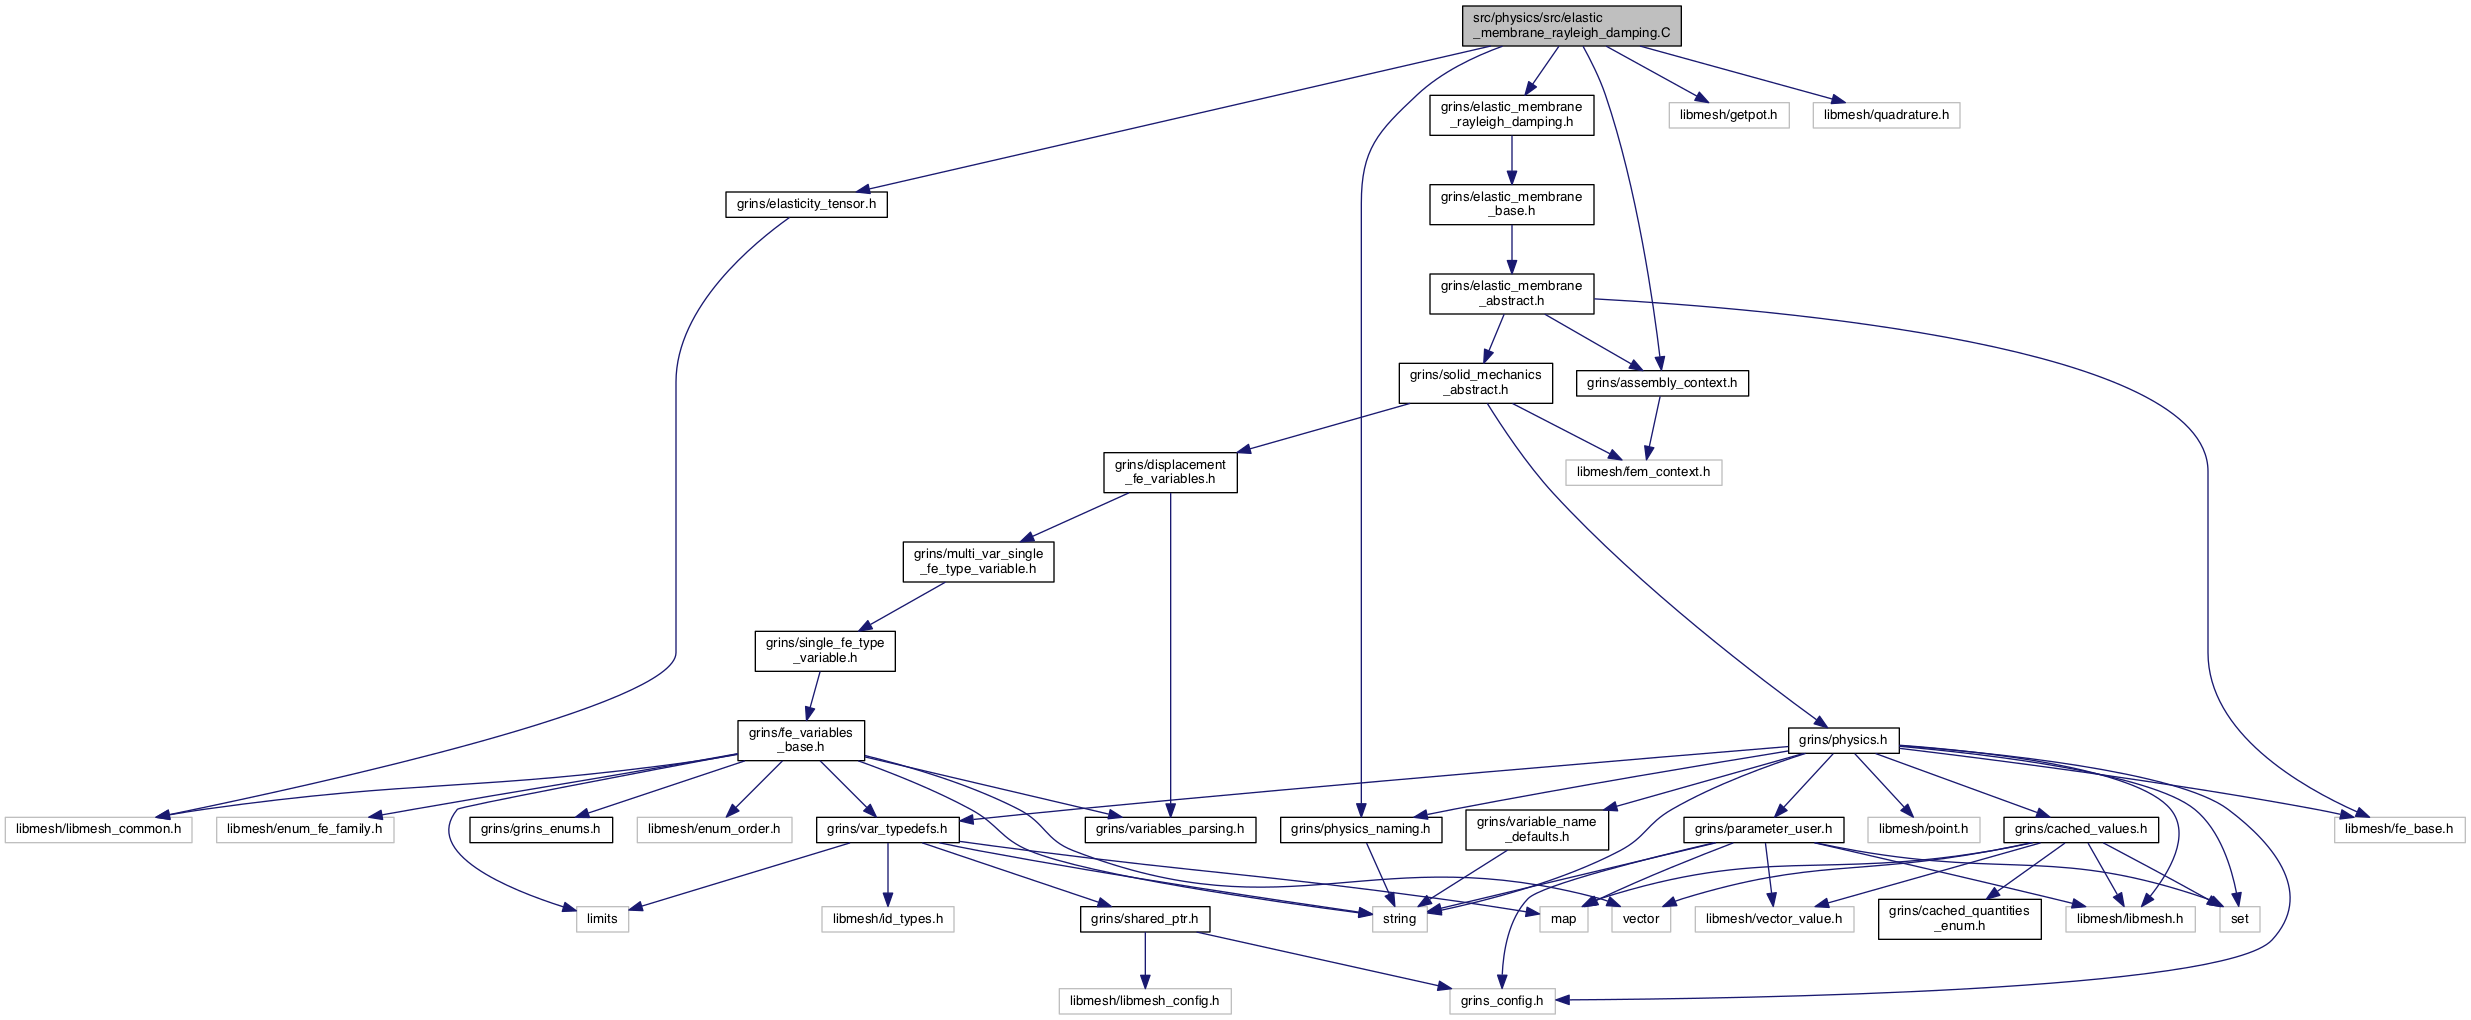 src/physics/src/elastic
_membrane_rayleigh_damping.C
grins/elastic_membrane
_rayleigh_damping.h
libmesh/getpot.h
libmesh/quadrature.h
grins/elasticity_tensor.h
grins/elastic_membrane
_base.h
grins/elastic_membrane
_abstract.h
grins/solid_mechanics
_abstract.h
grins/assembly_context.h
grins/displacement
_fe_variables.h
libmesh/fem_context.h
grins/multi_var_single
_fe_type_variable.h
grins/single_fe_type
_variable.h
grins/fe_variables
_base.h
grins/physics.h
libmesh/libmesh_common.h
libmesh/enum_fe_family.h
grins/grins_enums.h
libmesh/enum_order.h
grins/var_typedefs.h
grins/variables_parsing.h
grins/physics_naming.h
grins/variable_name
_defaults.h
grins/parameter_user.h
libmesh/point.h
grins/cached_values.h
libmesh/fe_base.h
limits
libmesh/id_types.h
grins/shared_ptr.h
string
map
vector
libmesh/vector_value.h
grins/cached_quantities
_enum.h
libmesh/libmesh.h
set
libmesh/libmesh_config.h
grins_config.h